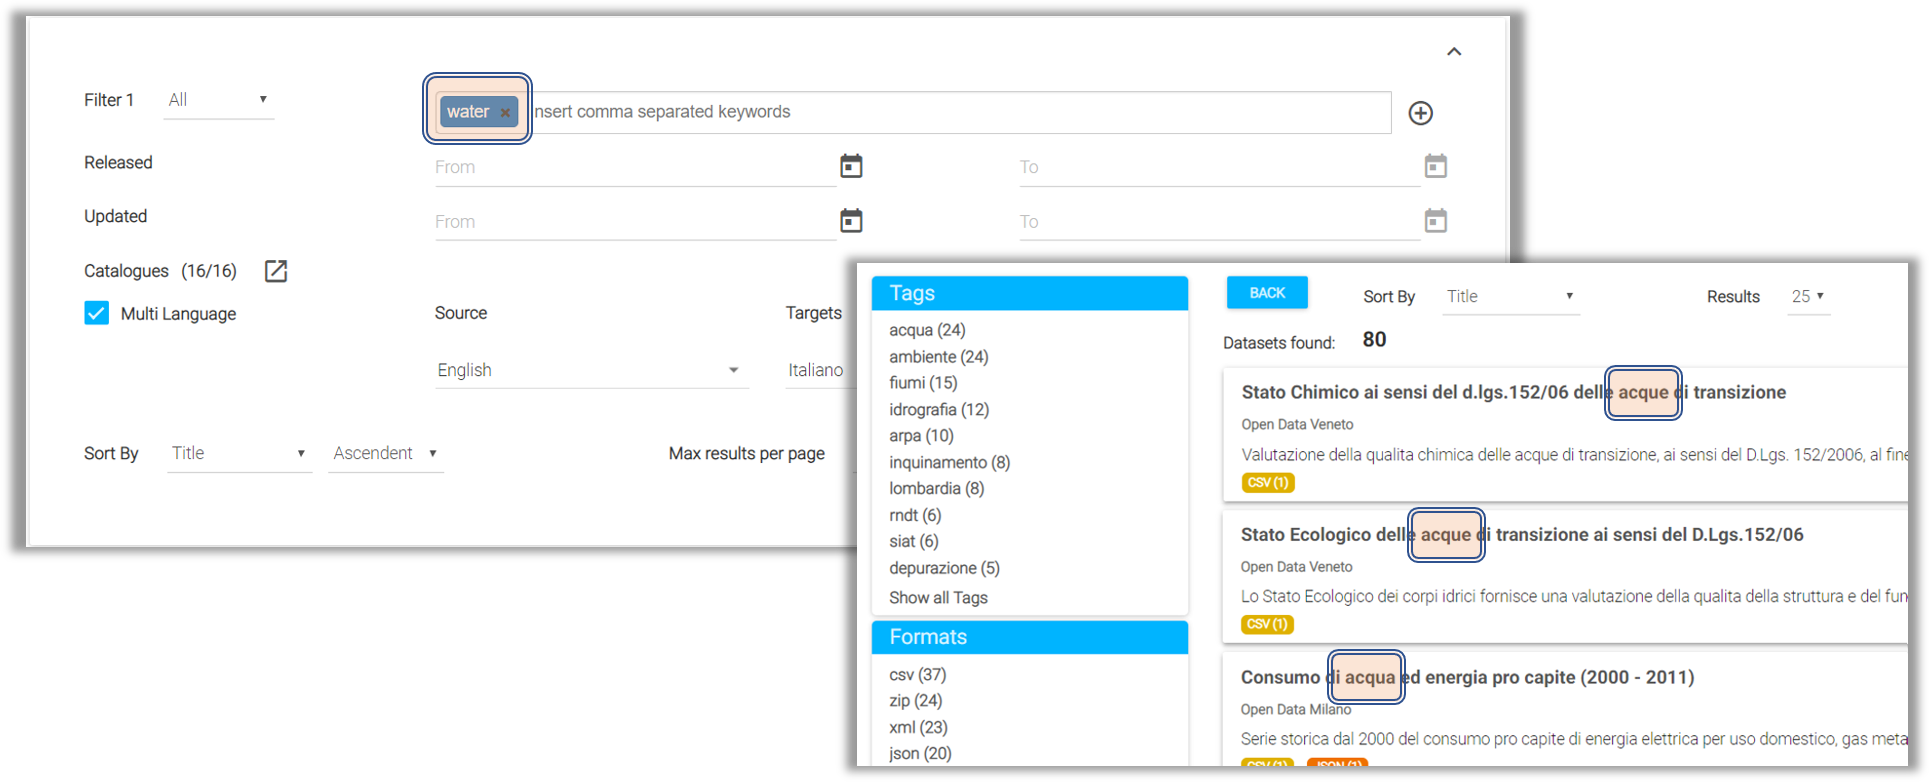 Filter 1 All water × nsert comma separated keywords
Released From To
Updated From To
Catalogues (16/16)
Multi Language Source Targets
English Italiano
Sort By Title Ascendent Max results per page
Tags
acqua (24)
ambiente (24)
fiumi (15)
idrografia (12)
arpa (10)
inquinamento (8)
lombardia (8)
rndt (6)
siat (6)
depurazione (5)
Show all Tags
Formats
csv (37)
zip (24)
xml (23)
json (20)
BACK Sort By Title Results 25
Datasets found: 80
Stato Chimico ai sensi del d.lgs.152/06 delle acque di transizione
Open Data Veneto
Valutazione della qualita chimica delle acque di transizione, ai sensi del D.Lgs. 152/2006, al fine
CSV (1)
Stato Ecologico delle acque di transizione ai sensi del D.Lgs.152/06
Open Data Veneto
Lo Stato Ecologico dei corpi idrici fornisce una valutazione della qualita della struttura e del fun
CSV (1)
Consumo di acqua ed energia pro capite (2000 - 2011)
Open Data Milano
Serie storica dal 2000 del consumo pro capite di energia elettrica per uso domestico, gas meta
CSV (1) JSON (1)